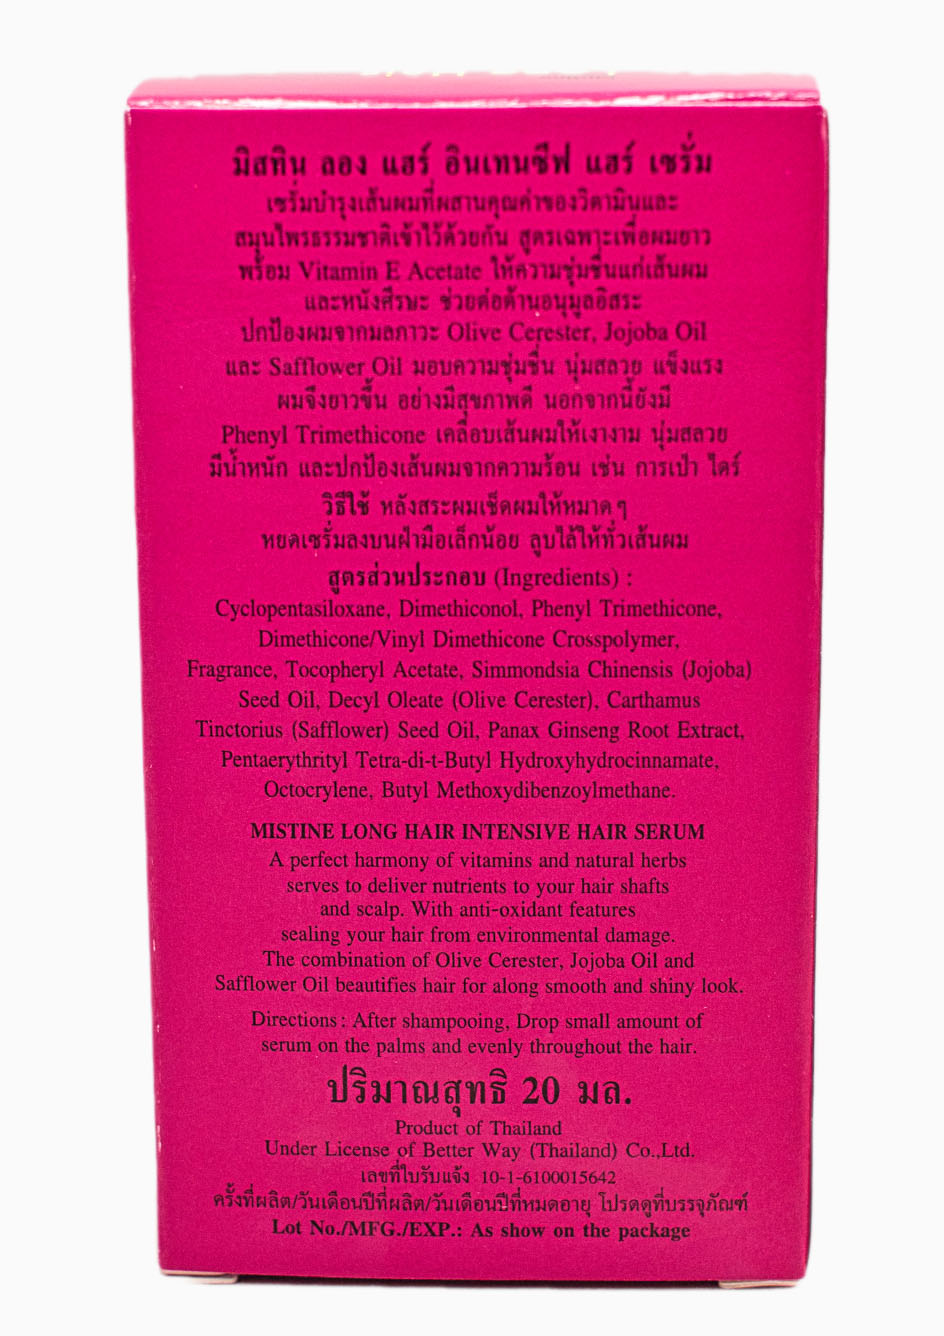 มิสทิน ลอง แฮร์ อินเทนซีฟ แฮร์ เซรั่ม
เซรั่มบำรุงเส้นผมที่ผสานคุณค่าของวิตามินและ
สมุนไพรธรรมชาติเข้าไว้ด้วยกัน สูตรเฉพาะเพื่อผมยาว
พร้อม Vitamin E Acetate ให้ความชุ่มชื่นแก่เส้นผม
และหนังศีรษะ ช่วยต่อต้านอนุมูลอิสระ
ปกป้องผมจากมลภาวะ Olive Cerester, Jojoba Oil
และ Safflower Oil มอบความชุ่มชื่น นุ่มสลวย แข็งแรง
ผมจึงยาวขึ้น อย่างมีสุขภาพดี นอกจากนี้ยังมี
Phenyl Trimethicone เคลือบเส้นผมให้เงางาม นุ่มสลวย
มีน้ำหนัก และปกป้องเส้นผมจากความร้อน เช่น การเป่า ไดร์
วิธีใช้ หลังสระผมเช็ดผมให้หมาดๆ
หยดเซรั่มลงบนฝ่ามือเล็กน้อย ลูบไล้ให้ทั่วเส้นผม
สูตรส่วนประกอบ (Ingredients) :
Cyclopentasiloxane, Dimethiconol, Phenyl Trimethicone,
Dimethicone/Vinyl Dimethicone Crosspolymer,
Fragrance, Tocopheryl Acetate, Simmondsia Chinensis (Jojoba)
Seed Oil, Decyl Oleate (Olive Cerester), Carthamus
Tinctorius (Safflower) Seed Oil, Panax Ginseng Root Extract,
Pentaerythrityl Tetra-di-t-Butyl Hydroxyhydrocinnamate,
Octocrylene, Butyl Methoxydibenzoylmethane.
MISTINE LONG HAIR INTENSIVE HAIR SERUM
A perfect harmony of vitamins and natural herbs
serves to deliver nutrients to your hair shafts
and scalp. With anti-oxidant features
sealing your hair from environmental damage.
The combination of Olive Cerester, Jojoba Oil and
Safflower Oil beautifies hair for along smooth and shiny look.
Directions : After shampooing, Drop small amount of
serum on the palms and evenly throughout the hair.
ปริมาณสุทธิ 20 มล.
Product of Thailand
Under License of Better Way (Thailand) Co.,Ltd.
เลขที่ใบรับแจ้ง 10-1-6100015642
ครั้งที่ผลิต/วันเดือนปีที่ผลิต/วันเดือนปีที่หมดอายุ โปรดดูที่บรรจุภัณฑ์
Lot No./MFG./EXP.: As show on the package